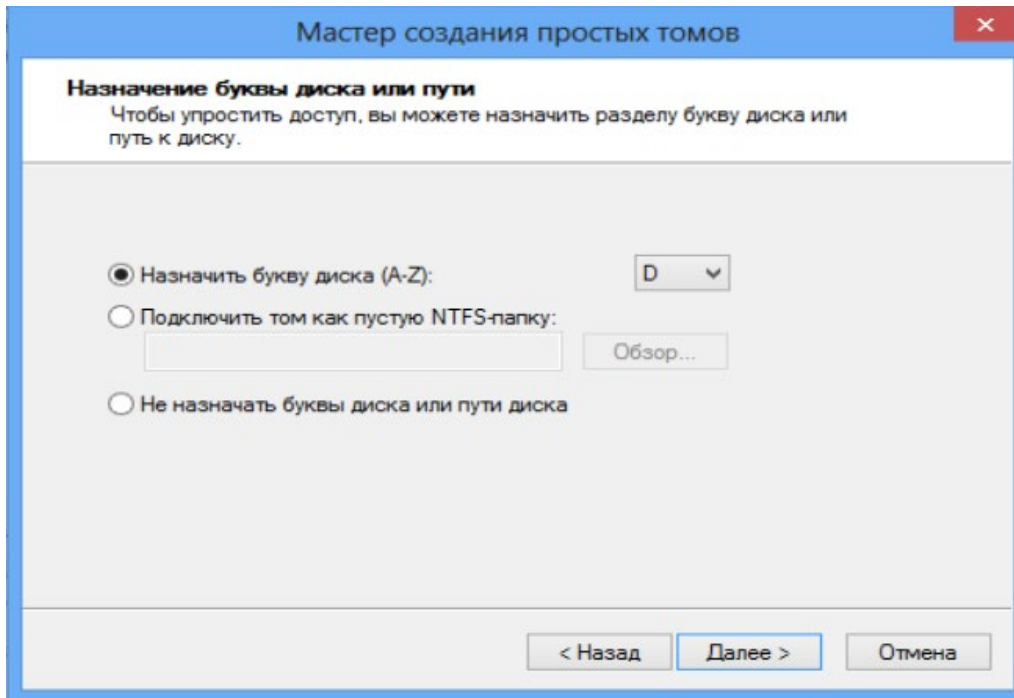 Мастер создания простых томов
Назначение буквы диска или пути
Чтобы упростить доступ, вы можете назначить разделу букву диска или
путь к диску.
Назначить букву диска (A-Z): D
Подключить том как пустую NTFS-папку:
Обзор...
Не назначать буквы диска или пути диска
< Назад Далее > Отмена